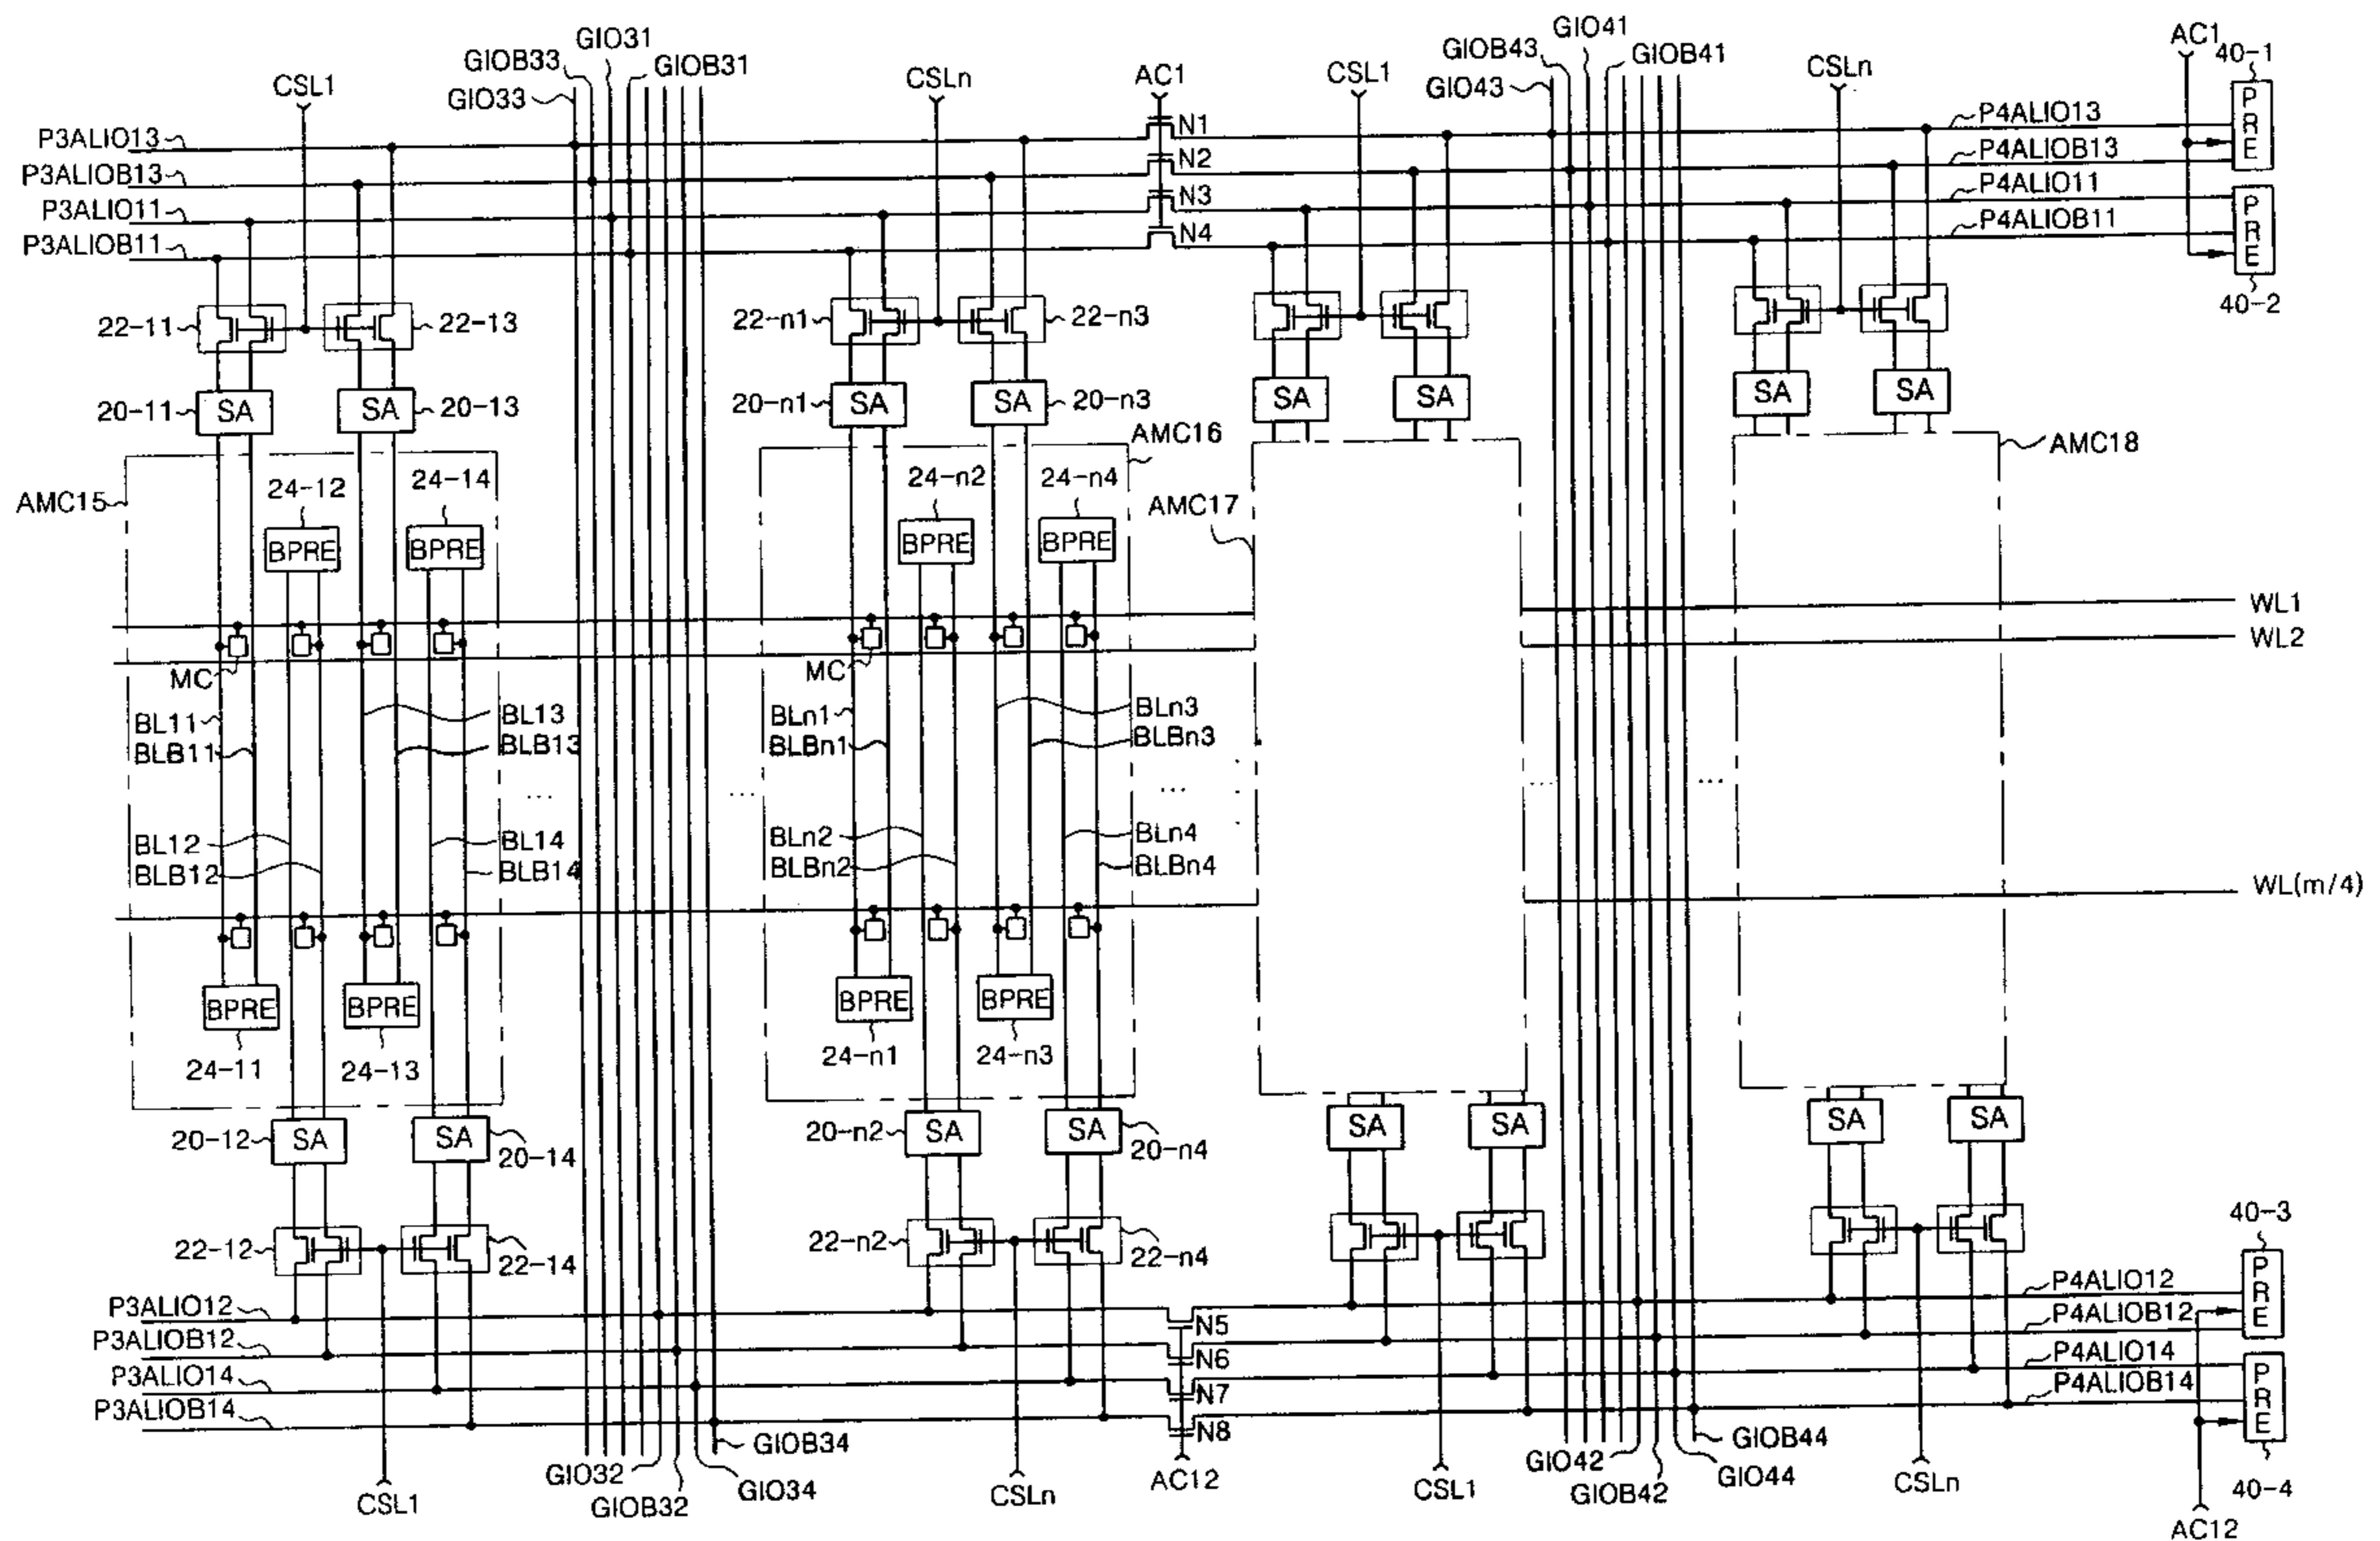 GIO31 GIO41 AC1
GIOB33 GIOB31 GIOB43 GIOB41 40-1
CSL1 GIO33 CSLn AC1 CSL1 GIO43 CSLn
P3ALIO13 N1 P4ALIO13 PRE
P3ALIOB13 N2 P4ALIOB13
P3ALIO11 N3 P4ALIO11 PRE
P3ALIOB11 N4 P4ALIOB11
40-2
22-11 22-13 22-n1 22-n3
20-11 SA SA 20-13 20-n1 SA SA 20-n3 SA SA SA SA
AMC16 AMC18
AMC15 24-12 24-14 24-n2 24-n4 AMC17
BPRE BPRE BPRE BPRE
WL1
WL2
MC MC
BL11 BL13 BLn1 BLn3
BLB11 BLB13 BLBn1 BLBn3
... ... ... ... ...
BL12 BL14 BLn2 BLn4
BLB12 BLB14 BLBn2 BLBn4
WL(m/4)
BPRE BPRE BPRE BPRE
24-11 24-13 24-n1 24-n3
20-12 SA SA 20-14 20-n2 SA SA 20-n4 SA SA SA SA
22-12 22-14 22-n2 22-n4
40-3
P3ALIO12 N5 P4ALIO12 PRE
P3ALIOB12 N6 P4ALIOB12
P3ALIO14 N7 P4ALIO14 PRE
P3ALIOB14 N8 P4ALIOB14
GIOB34 GIOB44
GIO32 GIO34 AC12 GIO42 GIO44
CSL1 GIOB32 CSLn CSL1 GIOB42 CSLn 40-4
AC12